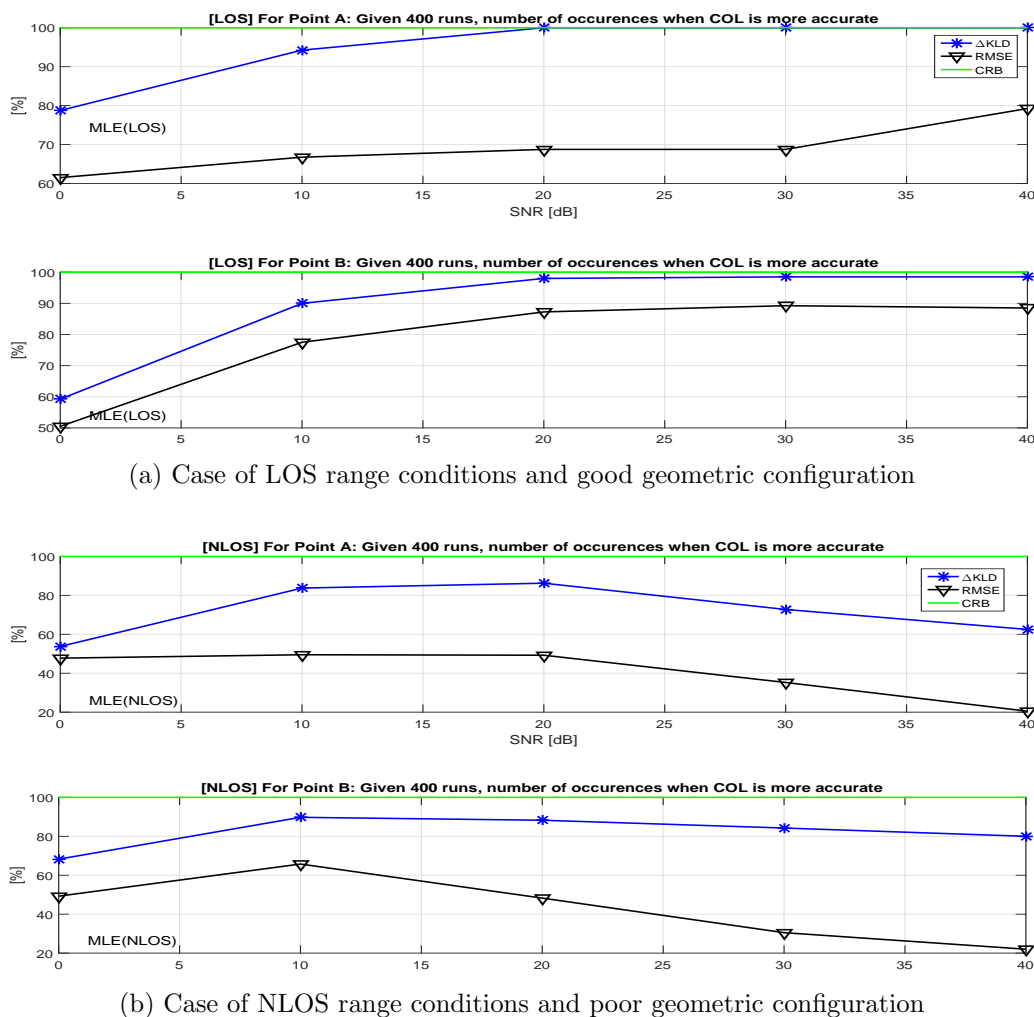 [LOS] For Point A: Given 400 runs, number of occurences when COL is more accurate
100
90
80
70
60
[%]
ΔKLD
RMSE
CRB
MLE(LOS)
0 5 10 15 20 25 30 35 40
SNR [dB]
[LOS] For Point B: Given 400 runs, number of occurences when COL is more accurate
100
90
80
70
60
50
[%]
MLE(LOS)
0 5 10 15 20 25 30 35 40
(a) Case of LOS range conditions and good geometric configuration
[NLOS] For Point A: Given 400 runs, number of occurences when COL is more accurate
100
80
60
40
20
[%]
ΔKLD
RMSE
CRB
MLE(NLOS)
0 5 10 15 20 25 30 35 40
SNR [dB]
[NLOS] For Point B: Given 400 runs, number of occurences when COL is more accurate
100
80
60
40
20
[%]
MLE(NLOS)
0 5 10 15 20 25 30 35 40
(b) Case of NLOS range conditions and poor geometric configuration